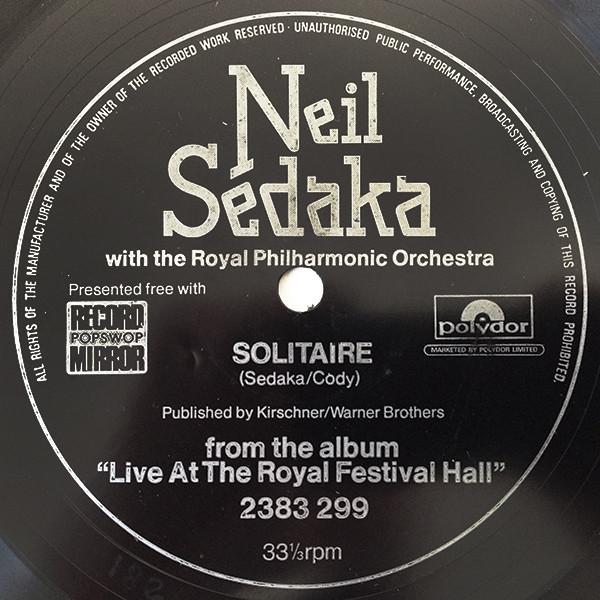 ALL RIGHTS OF THE MANUFACTURER AND OF THE OWNER OF THE RECORDED WORK RESERVED · UNAUTHORISED PUBLIC PERFORMANCE, BROADCASTING AND COPYING OF THIS RECORD PROHIBITED.
Neil
Sedaka
with the Royal Philharmonic Orchestra
Presented free with
RECORD
POPSWOP
MIRROR
polydor
MARKETED BY POLYDOR LIMITED
SOLITAIRE
(Sedaka/Cody)
Published by Kirschner/Warner Brothers
from the album
“Live At The Royal Festival Hall”
2383 299
33⅓rpm